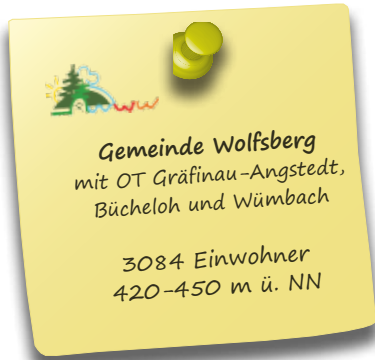 Gemeinde Wolfsberg
mit OT Gräfinau-Angstedt,
Bücheloh und Wümbach
3084 Einwohner
420-450 m ü. NN